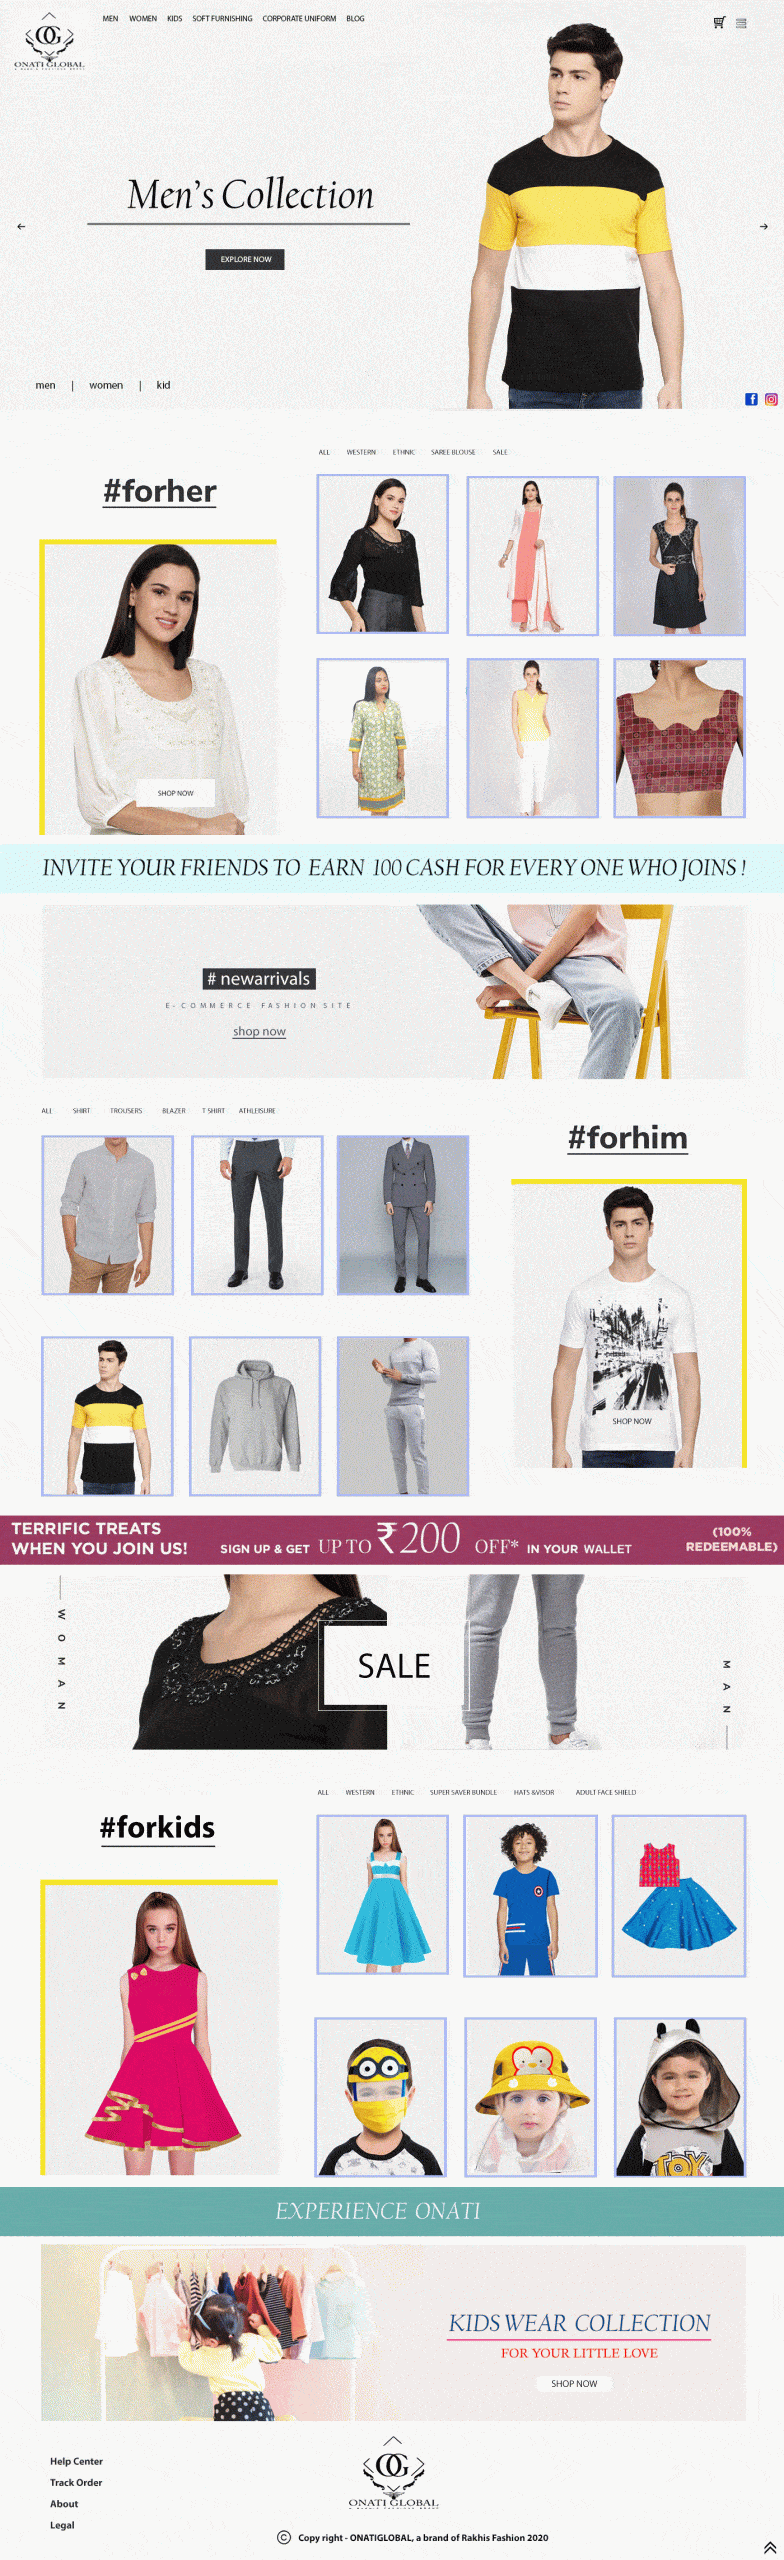 MEN WOMEN KIDS SOFT FURNISHING CORPORATE UNIFORM BLOG
OG
ONATI GLOBAL
Men's Collection
EXPLORE NOW
men | women | kid
ALL WESTERN ETHNIC SAREE BLOUSE SALE
#forher
SHOP NOW
INVITE YOUR FRIENDS TO EARN 100 CASH FOR EVERY ONE WHO JOINS !
# newarrivals
E- COMMERCE FASHION SITE
shop now
ALL SHIRT TROUSERS BLAZER T SHIRT ATHLEISURE
#forhim
SHOP NOW
TERRIFIC TREATS
WHEN YOU JOIN US!
SIGN UP & GET UP TO ₹200 OFF* IN YOUR WALLET
(100%
REDEEMABLE)
WOMAN
SALE
MAN
ALL WESTERN ETHNIC SUPER SAVER BUNDLE HATS &VISOR ADULT FACE SHIELD
#forkids
EXPERIENCE ONATI
KIDS WEAR COLLECTION
FOR YOUR LITTLE LOVE
SHOP NOW
Help Center
Track Order
About
Legal
OG
ONATI GLOBAL
© Copy right - ONATIGLOBAL, a brand of Rakhis Fashion 2020